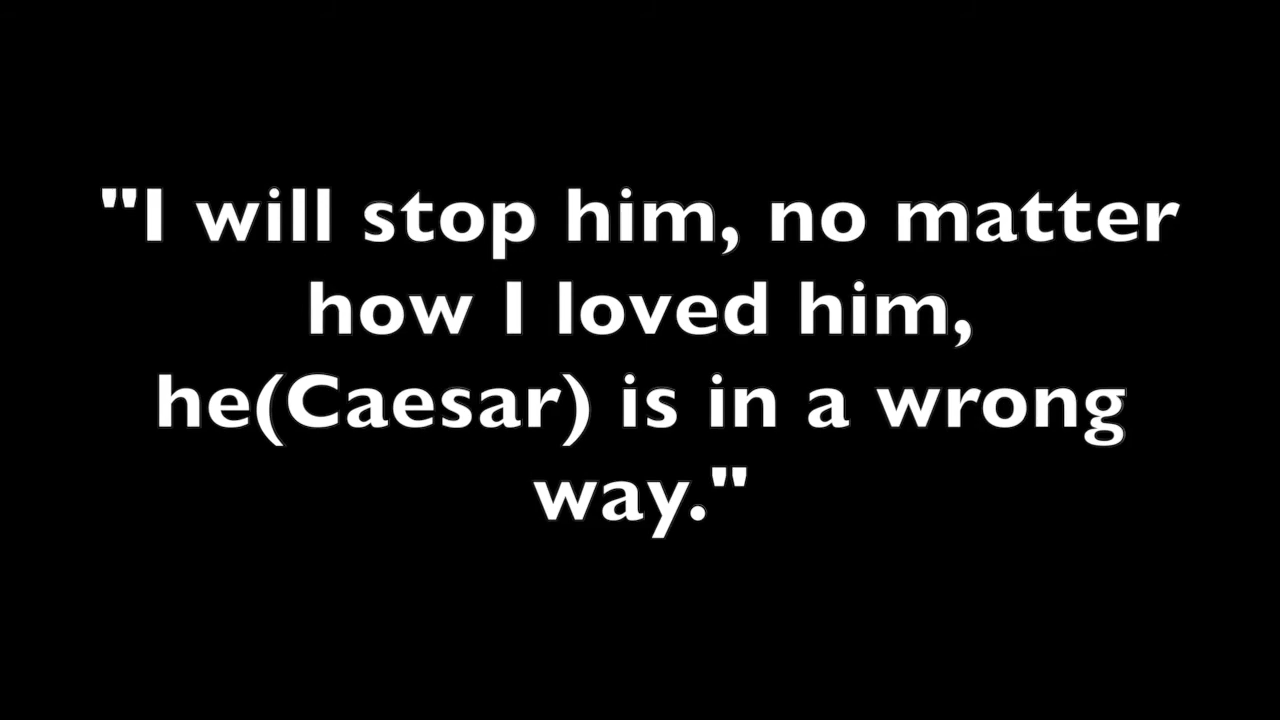 "I will stop him, no matter
how I loved him,
he(Caesar) is in a wrong
way."